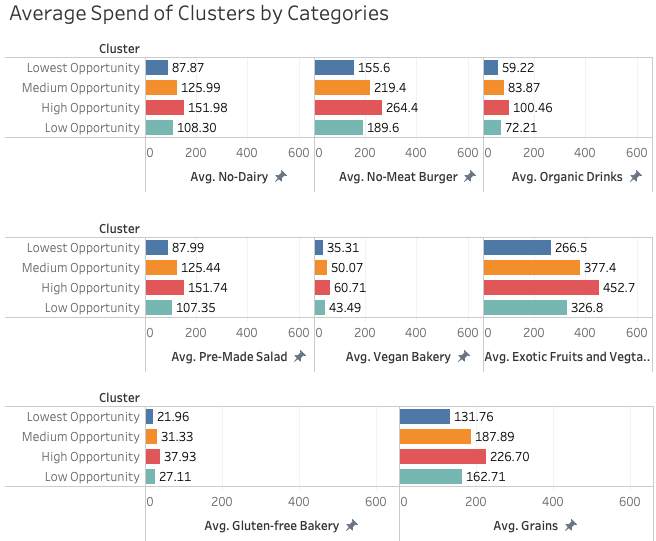 Average Spend of Clusters by Categories
Cluster
Lowest Opportunity 87.87 155.6 59.22
Medium Opportunity 125.99 219.4 83.87
High Opportunity 151.98 264.4 100.46
Low Opportunity 108.30 189.6 72.21
0 200 400 600 0 200 400 600 0 200 400 600
Avg. No-Dairy Avg. No-Meat Burger Avg. Organic Drinks
Cluster
Lowest Opportunity 87.99 35.31 266.5
Medium Opportunity 125.44 50.07 377.4
High Opportunity 151.74 60.71 452.7
Low Opportunity 107.35 43.49 326.8
0 200 400 600 0 200 400 600 0 200 400 600
Avg. Pre-Made Salad Avg. Vegan Bakery Avg. Exotic Fruits and Vegta..
Cluster
Lowest Opportunity 21.96 131.76
Medium Opportunity 31.33 187.89
High Opportunity 37.93 226.70
Low Opportunity 27.11 162.71
0 200 400 600 0 200 400 600
Avg. Gluten-free Bakery Avg. Grains